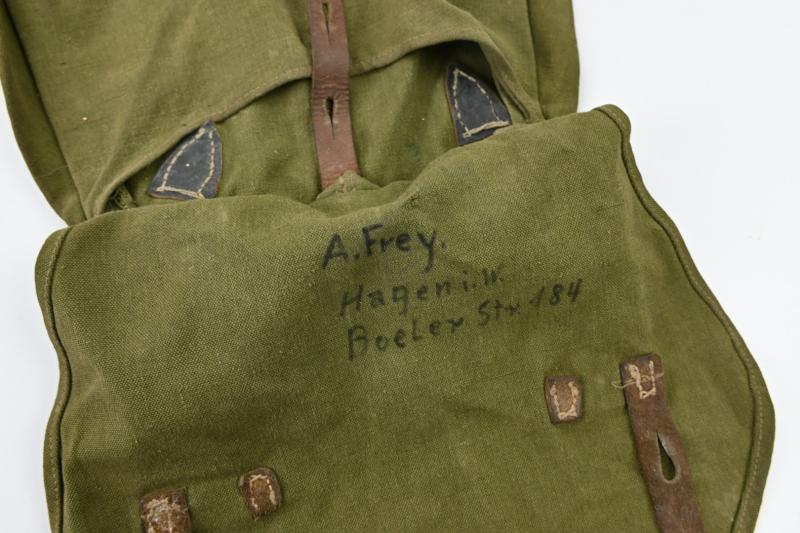 A. Frey.
Hagen i. W.
Boeler Str. 184